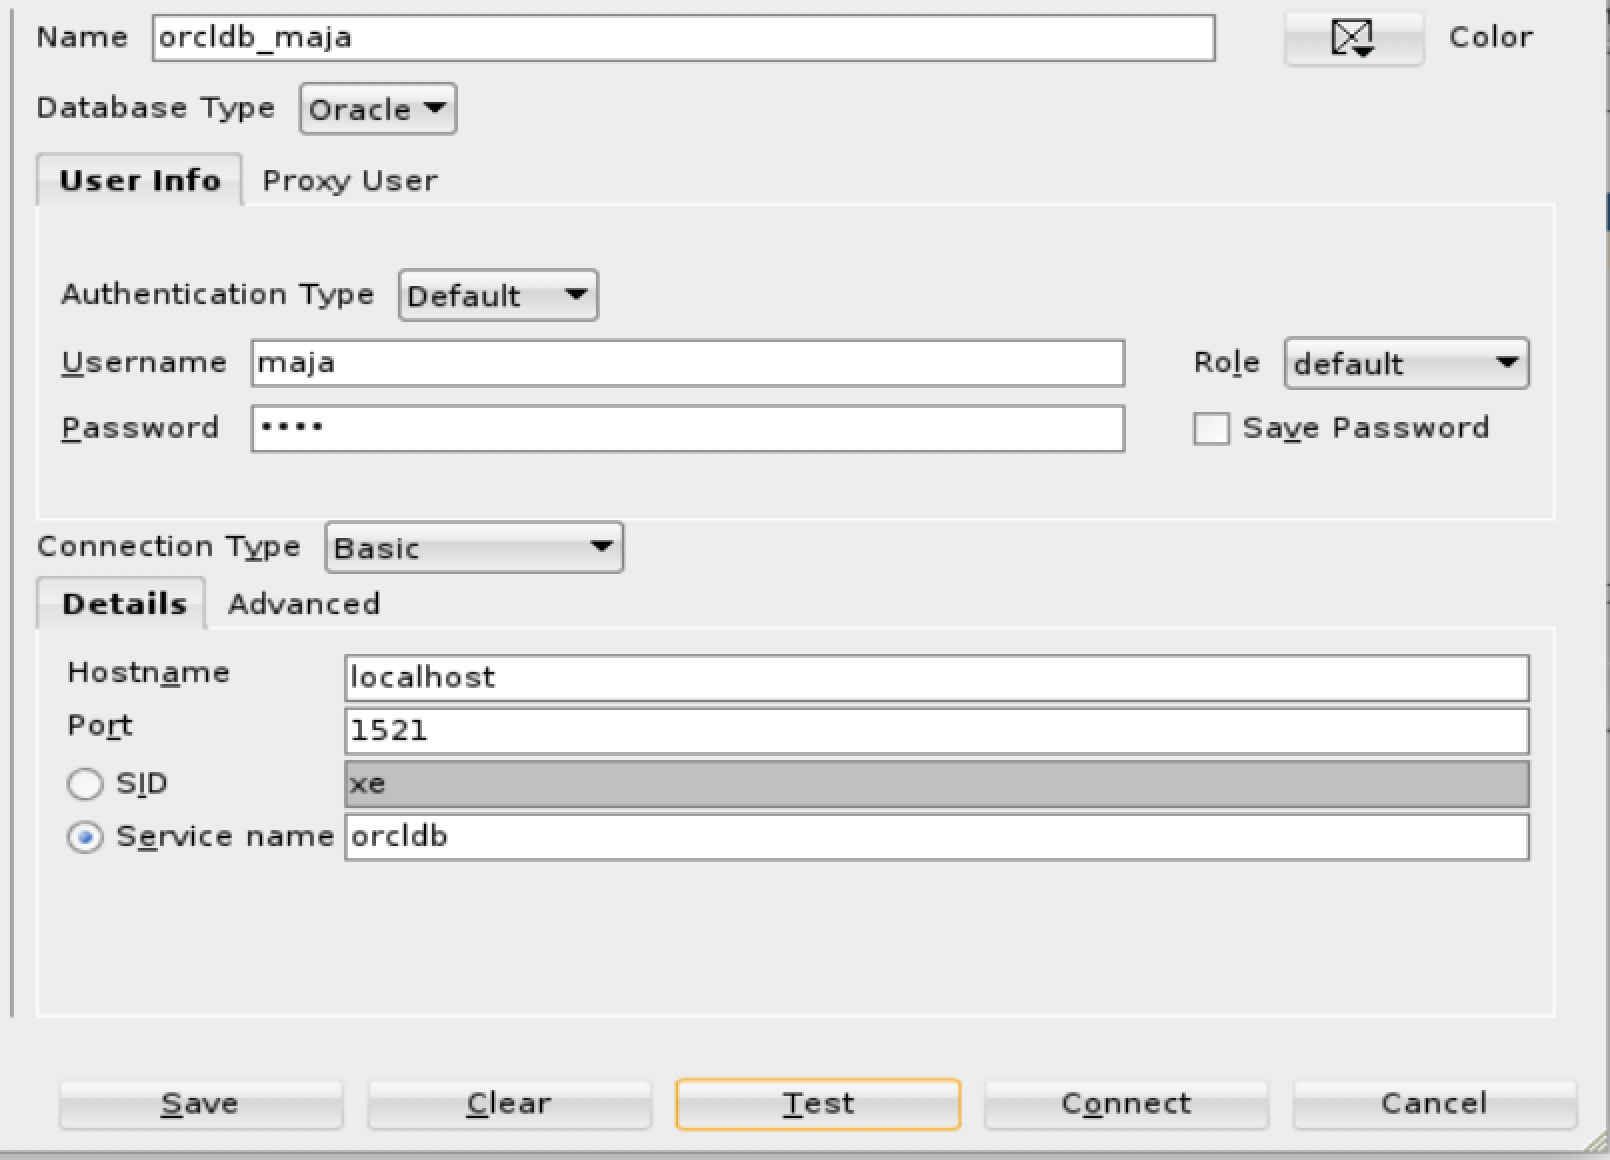 Name orcldb_maja Color
Database Type Oracle
User Info Proxy User
Authentication Type Default
Username maja Role default
Password •••• Save Password
Connection Type Basic
Details Advanced
Hostname localhost
Port 1521
SID xe
Service name orcldb
Save Clear Test Connect Cancel